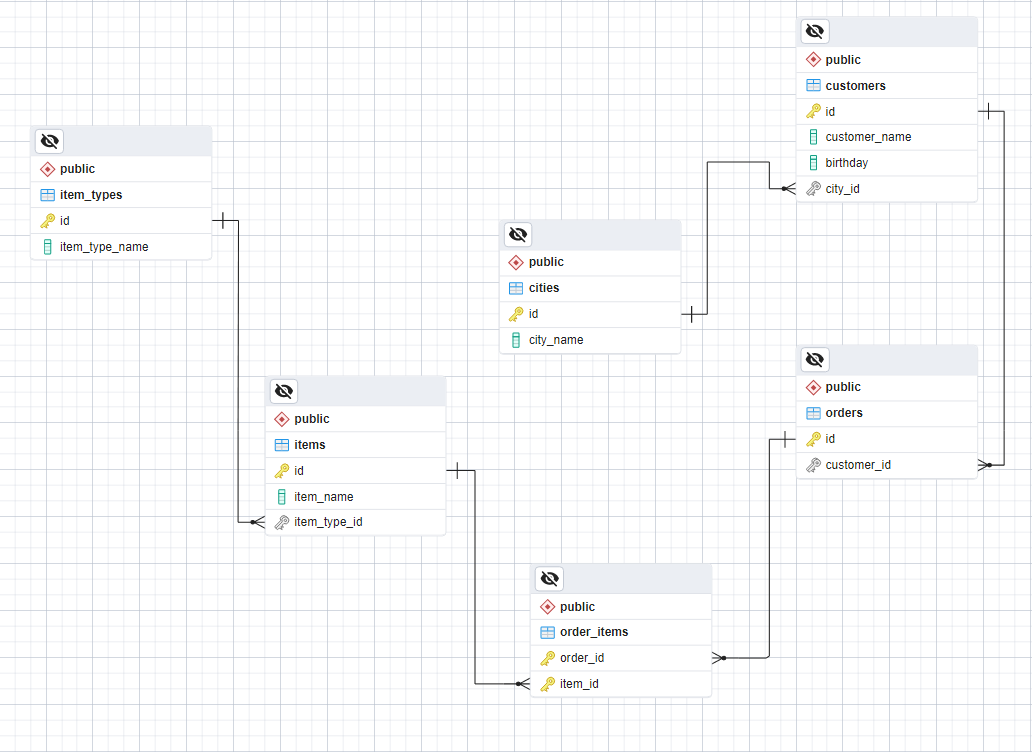 public
customers
id
customer_name
birthday
city_id
public
item_types
id
item_type_name
public
cities
id
city_name
public
orders
id
customer_id
public
items
id
item_name
item_type_id
public
order_items
order_id
item_id